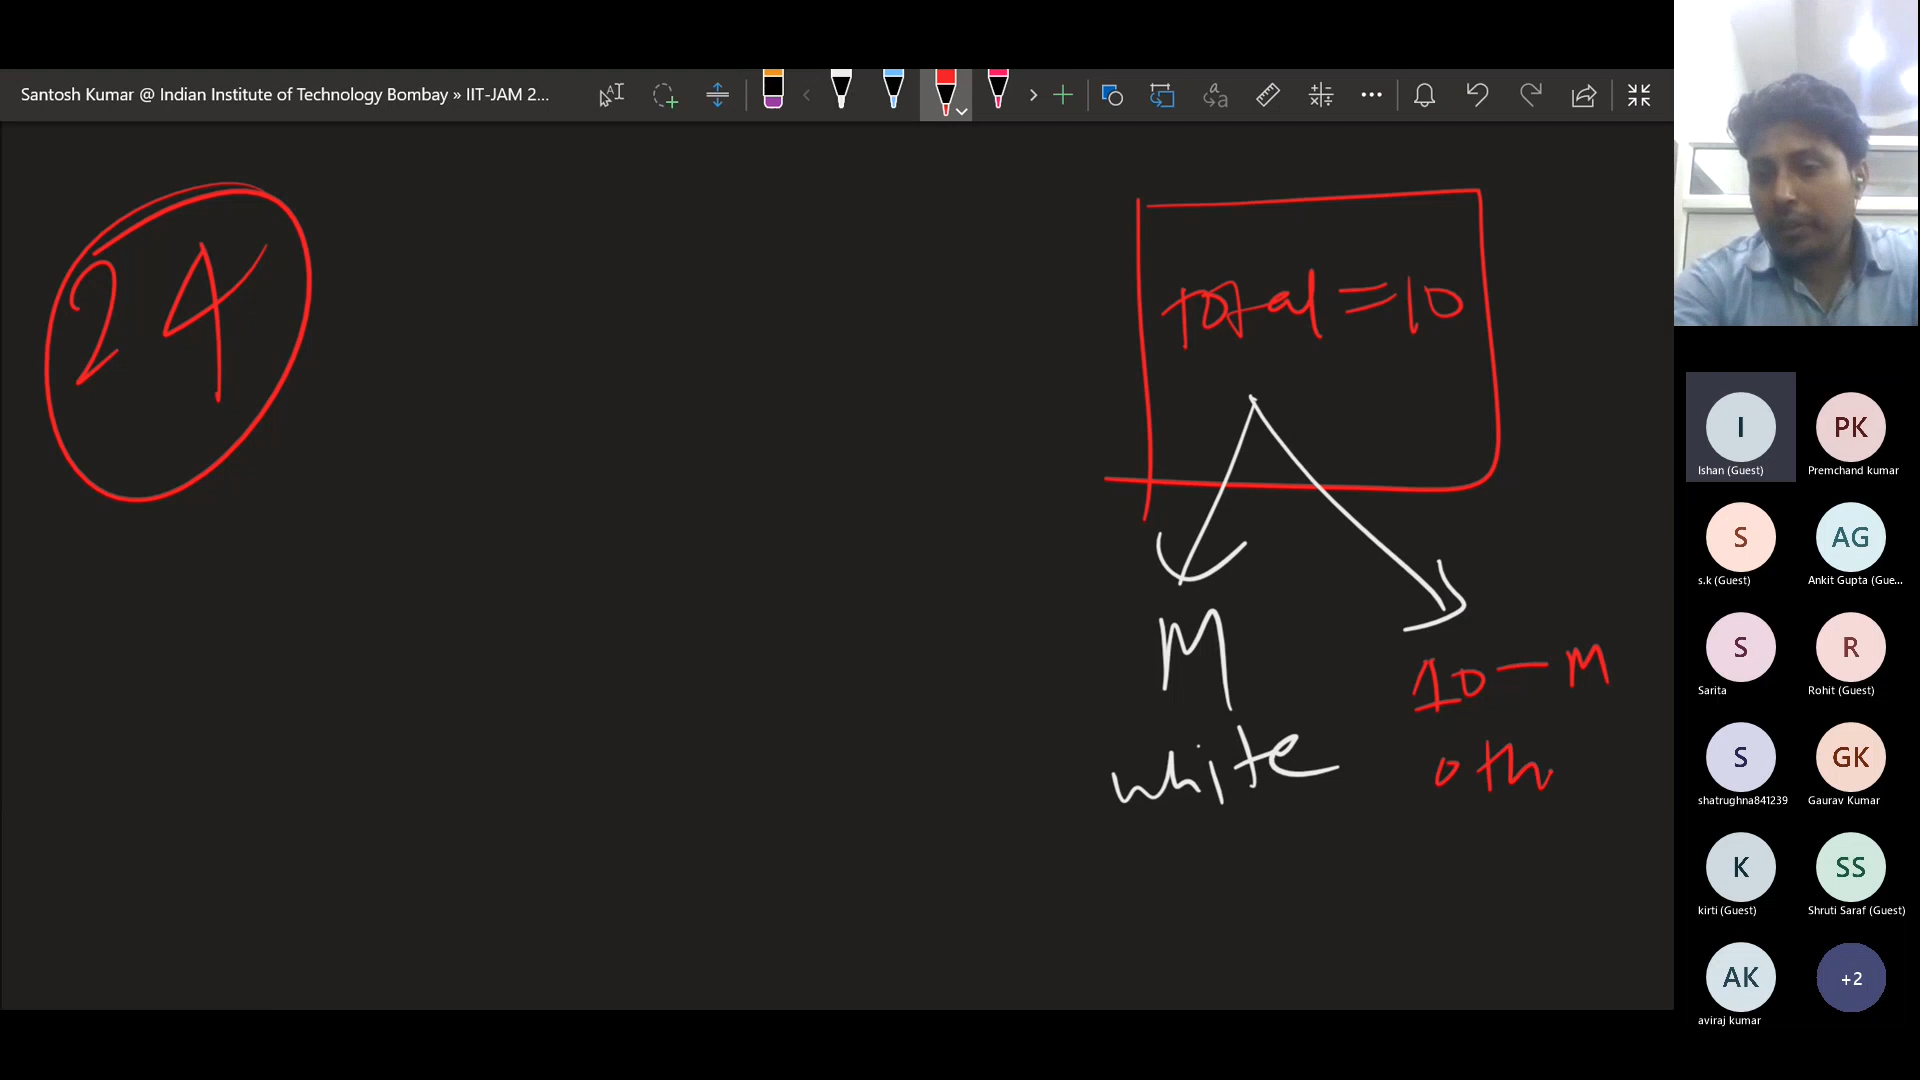 Santosh Kumar @ Indian Institute of Technology Bombay » IIT-JAM 2...
24
total = 10
M
white
10 - M
oth
I
Ishan (Guest)
PK
Premchand kumar
S
s.k (Guest)
AG
Ankit Gupta (Gue...
S
Sarita
R
Rohit (Guest)
S
shatrughna841239
GK
Gaurav Kumar
K
kirti (Guest)
SS
Shruti Saraf (Guest)
AK
aviraj kumar
+2